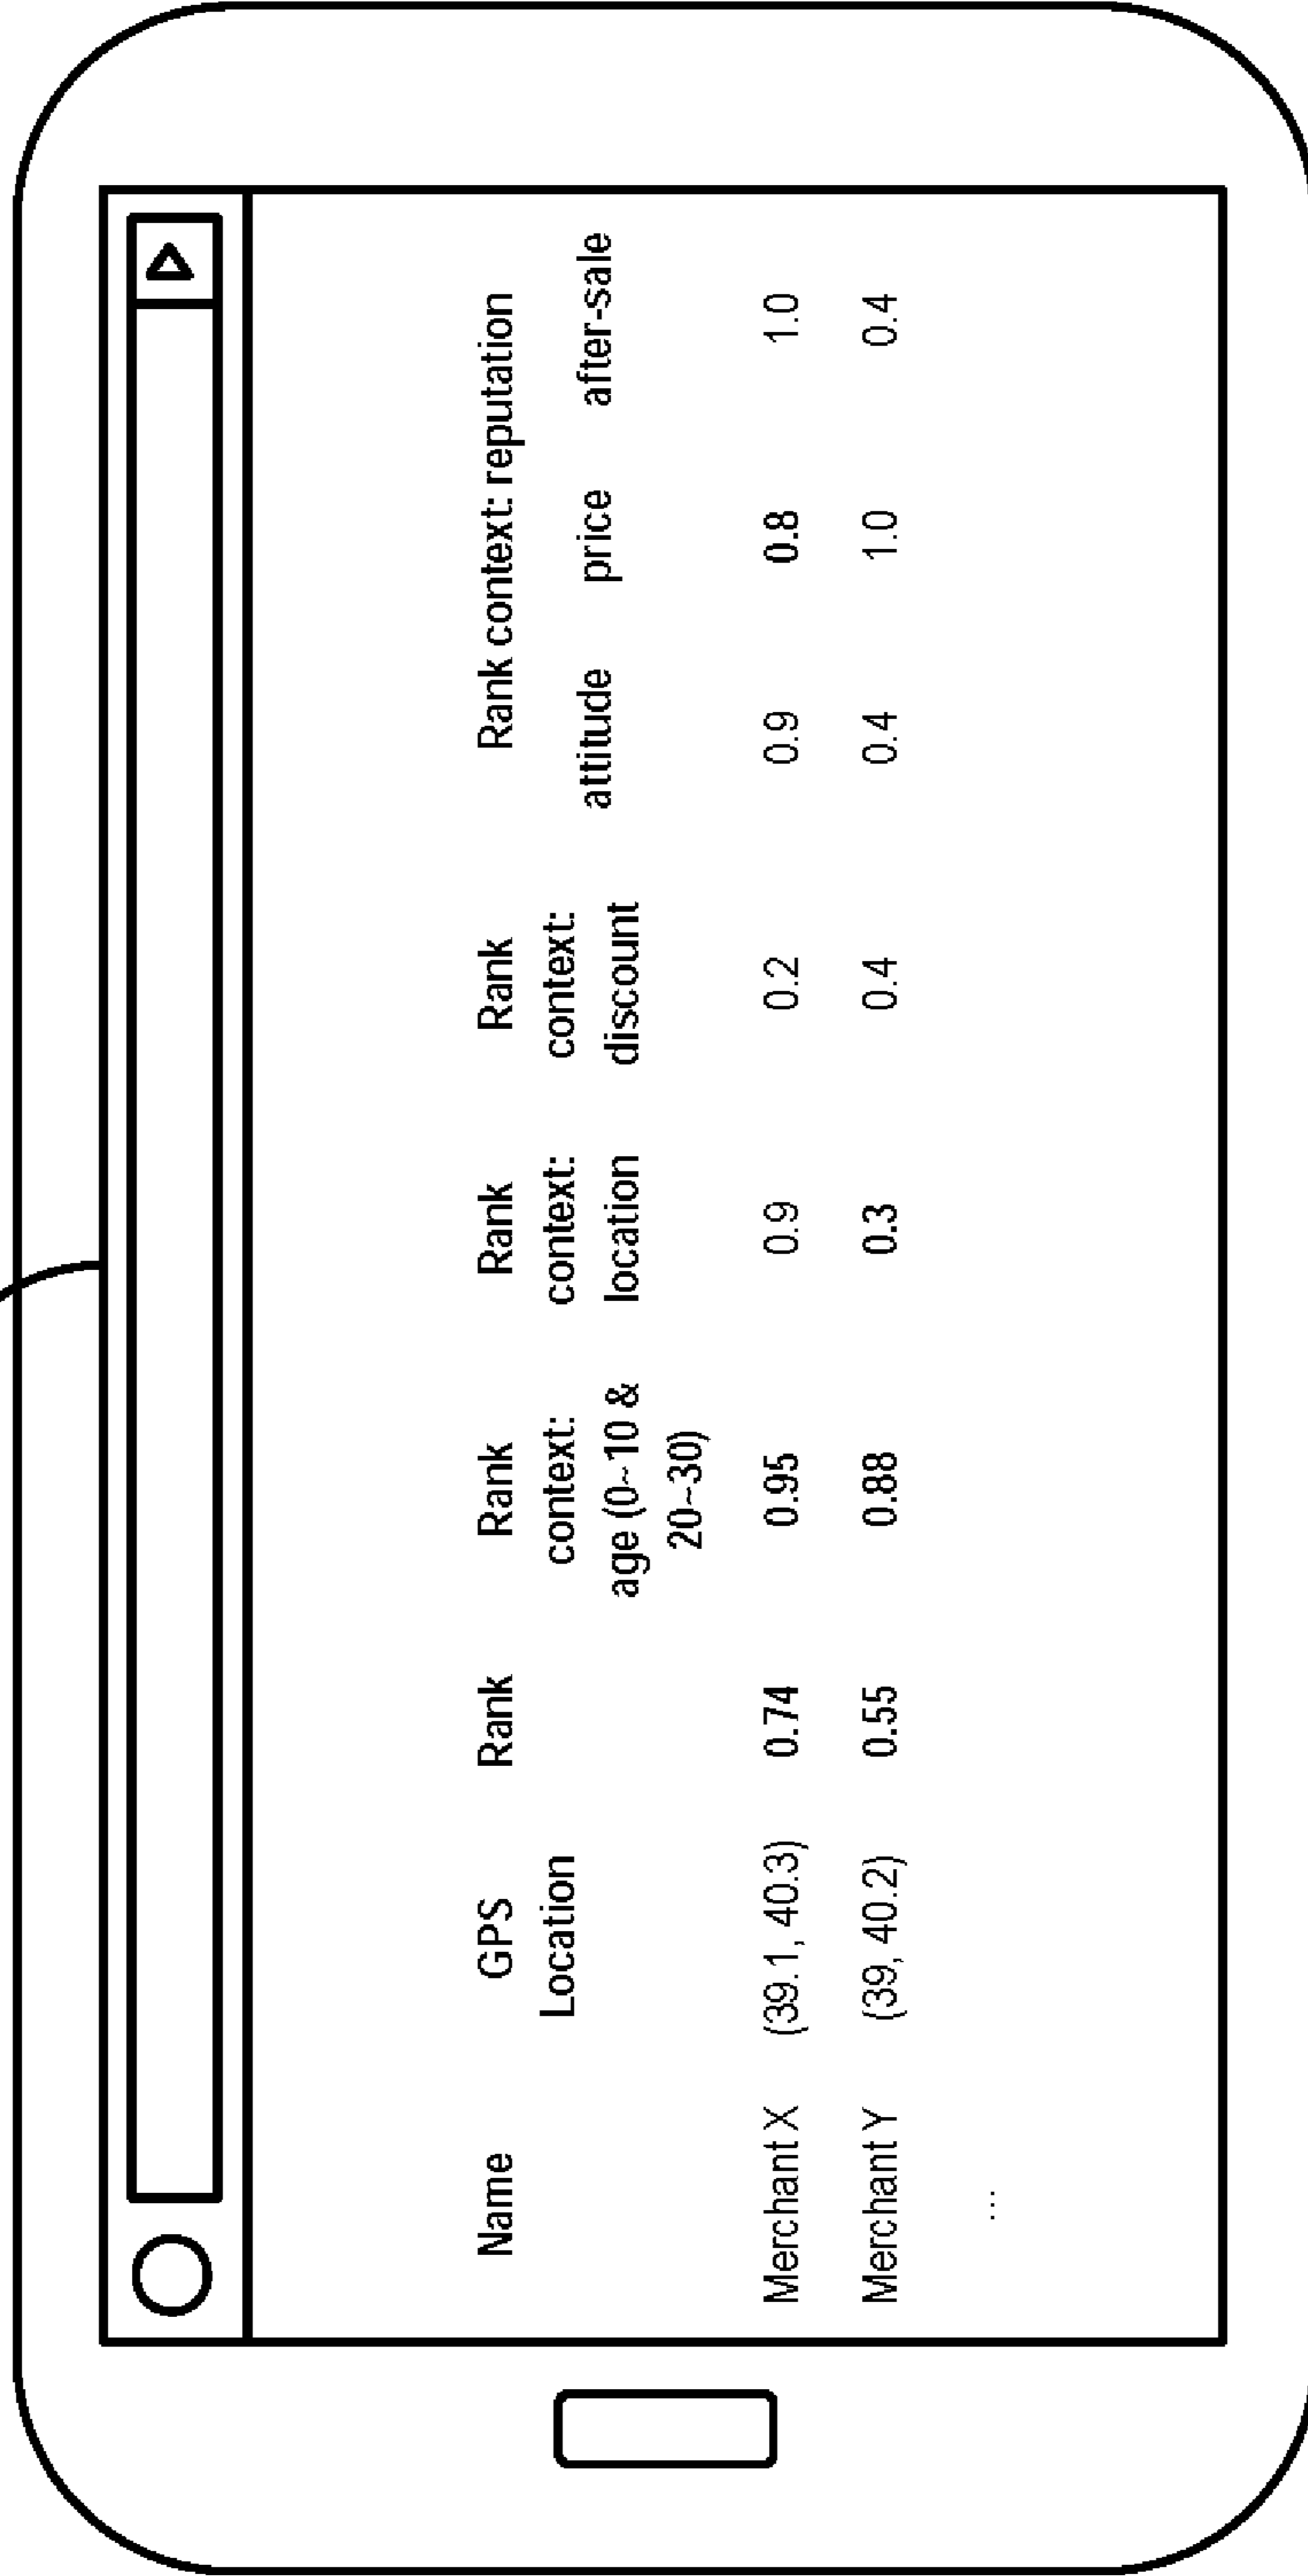 Name GPS Rank Rank Rank Rank Rank context: reputation
Location context: context: context: attitude price after-sale
age (0~10 & location discount
20~30)
Merchant X (39.1, 40.3) 0.74 0.95 0.9 0.2 0.9 0.8 1.0
Merchant Y (39, 40.2) 0.55 0.88 0.3 0.4 0.4 1.0 0.4
...